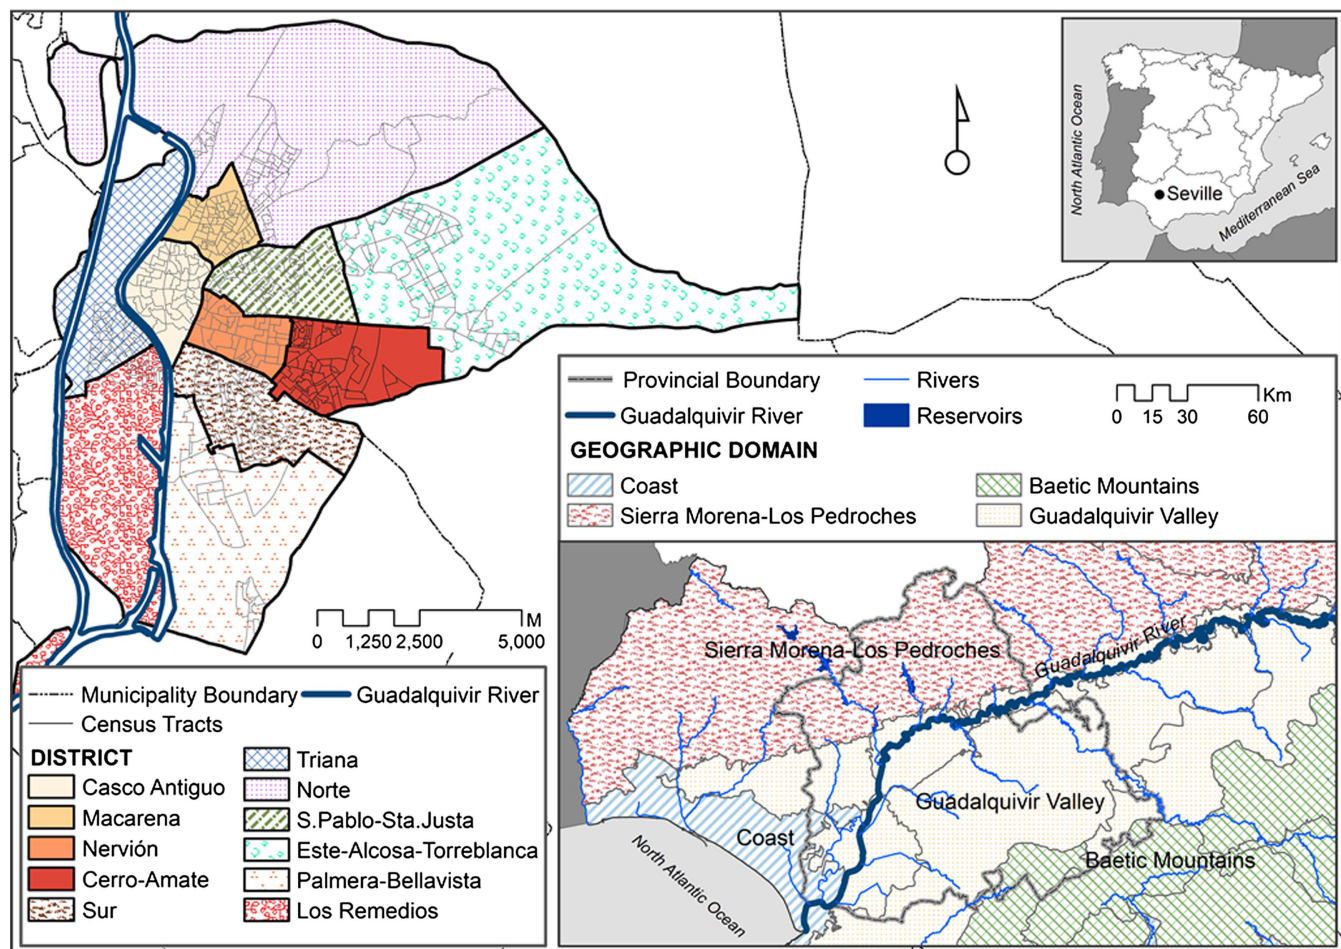 North Atlantic Ocean
Seville
Mediterranean Sea
Provincial Boundary
Rivers
Guadalquivir River
Reservoirs
Km
0 15 30 60
GEOGRAPHIC DOMAIN
Coast
Baetic Mountains
Sierra Morena-Los Pedroches
Guadalquivir Valley
M
0 1,250 2,500 5,000
Municipality Boundary
Guadalquivir River
Census Tracts
DISTRICT
Casco Antiguo
Macarena
Nervión
Cerro-Amate
Sur
Triana
Norte
S.Pablo-Sta.Justa
Este-Alcosa-Torreblanca
Palmera-Bellavista
Los Remedios
Sierra Morena-Los Pedroches
Guadalquivir River
Guadalquivir Valley
Coast
Baetic Mountains
North Atlantic Ocean